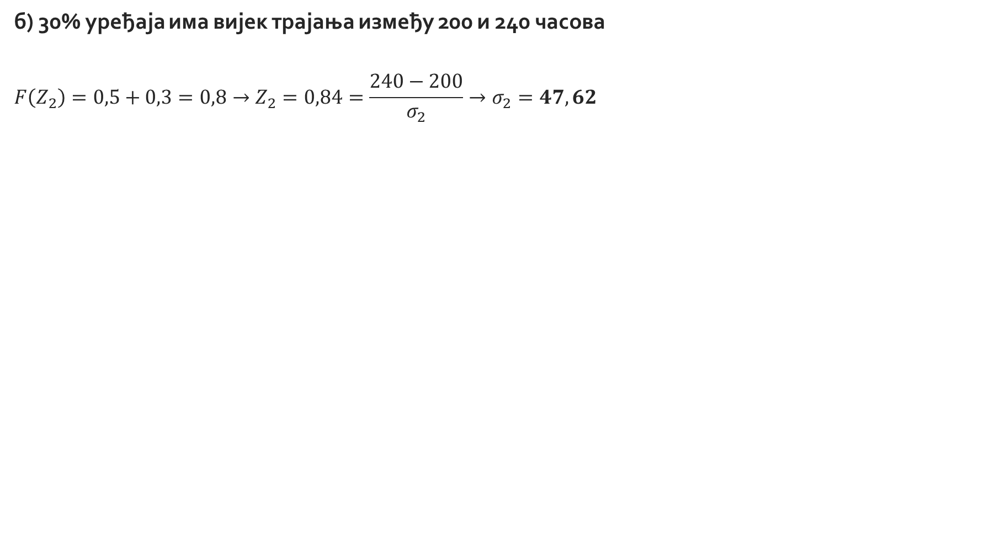 б) 30% уређаја има вијек трајања између 200 и 240 часова
F(Z₂) = 0,5 + 0,3 = 0,8 → Z₂ = 0,84 = (240 − 200)/σ₂ → σ₂ = 47,62